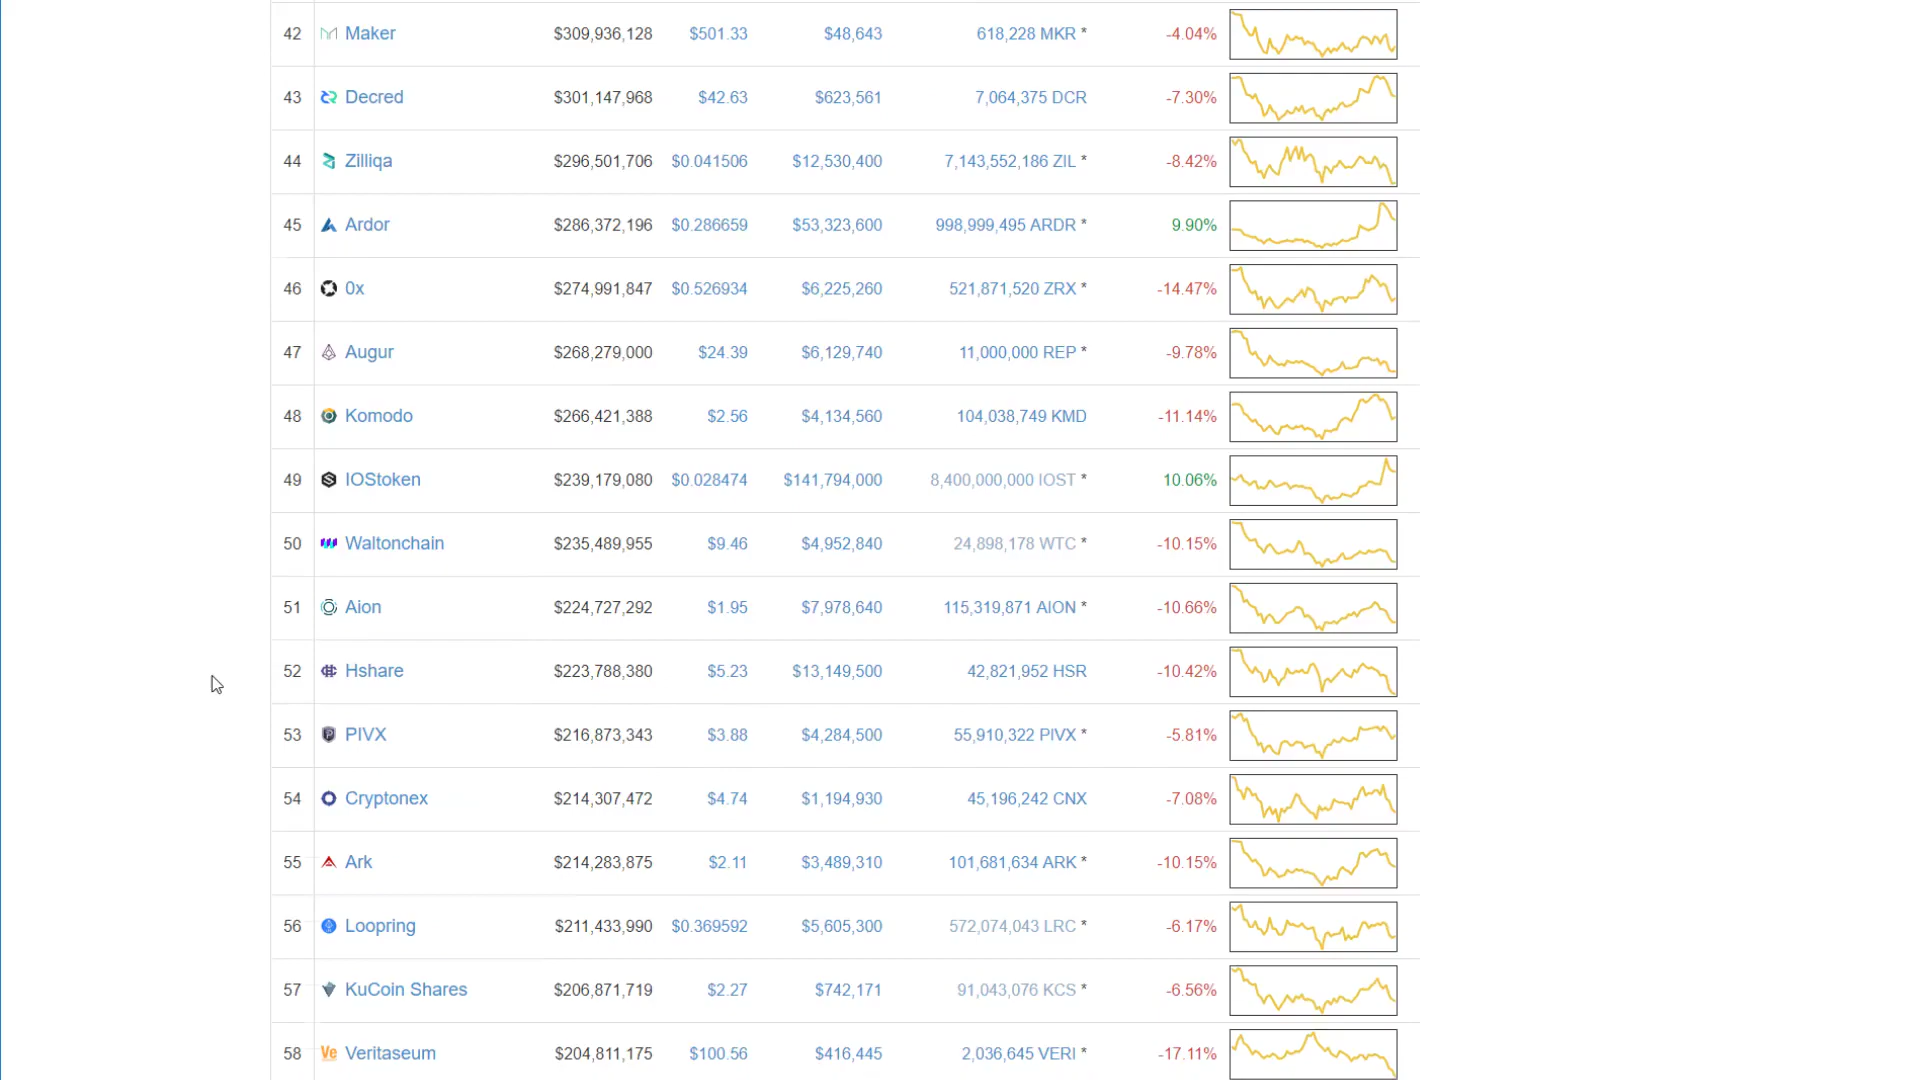 42 Maker $309,936,128 $501.33 $48,643 618,228 MKR * -4.04%
43 Decred $301,147,968 $42.63 $623,561 7,064,375 DCR -7.30%
44 Zilliqa $296,501,706 $0.041506 $12,530,400 7,143,552,186 ZIL * -8.42%
45 Ardor $286,372,196 $0.286659 $53,323,600 998,999,495 ARDR * 9.90%
46 0x $274,991,847 $0.526934 $6,225,260 521,871,520 ZRX * -14.47%
47 Augur $268,279,000 $24.39 $6,129,740 11,000,000 REP * -9.78%
48 Komodo $266,421,388 $2.56 $4,134,560 104,038,749 KMD -11.14%
49 IOStoken $239,179,080 $0.028474 $141,794,000 8,400,000,000 IOST * 10.06%
50 Waltonchain $235,489,955 $9.46 $4,952,840 24,898,178 WTC * -10.15%
51 Aion $224,727,292 $1.95 $7,978,640 115,319,871 AION * -10.66%
52 Hshare $223,788,380 $5.23 $13,149,500 42,821,952 HSR -10.42%
53 PIVX $216,873,343 $3.88 $4,284,500 55,910,322 PIVX * -5.81%
54 Cryptonex $214,307,472 $4.74 $1,194,930 45,196,242 CNX -7.08%
55 Ark $214,283,875 $2.11 $3,489,310 101,681,634 ARK * -10.15%
56 Loopring $211,433,990 $0.369592 $5,605,300 572,074,043 LRC * -6.17%
57 KuCoin Shares $206,871,719 $2.27 $742,171 91,043,076 KCS * -6.56%
58 Ve Veritaseum $204,811,175 $100.56 $416,445 2,036,645 VERI * -17.11%